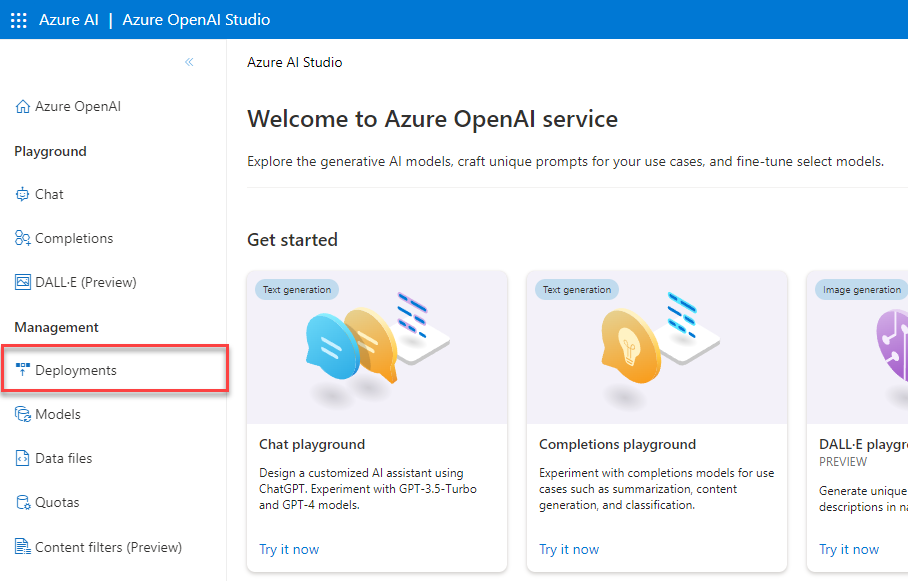 Azure AI | Azure OpenAI Studio
«
Azure AI Studio
Azure OpenAI
Welcome to Azure OpenAI service
Playground
Explore the generative AI models, craft unique prompts for your use cases, and fine-tune select models.
Chat
Completions
Get started
DALL·E (Preview)
Management
Deployments
Models
Data files
Quotas
Content filters (Preview)
Text generation
Chat playground
Design a customized AI assistant using
ChatGPT. Experiment with GPT-3.5-Turbo
and GPT-4 models.
Try it now
Text generation
Completions playground
Experiment with completions models for use
cases such as summarization, content
generation, and classification.
Try it now
Image generation
DALL·E playgr
PREVIEW
Generate unique
descriptions in na
Try it now